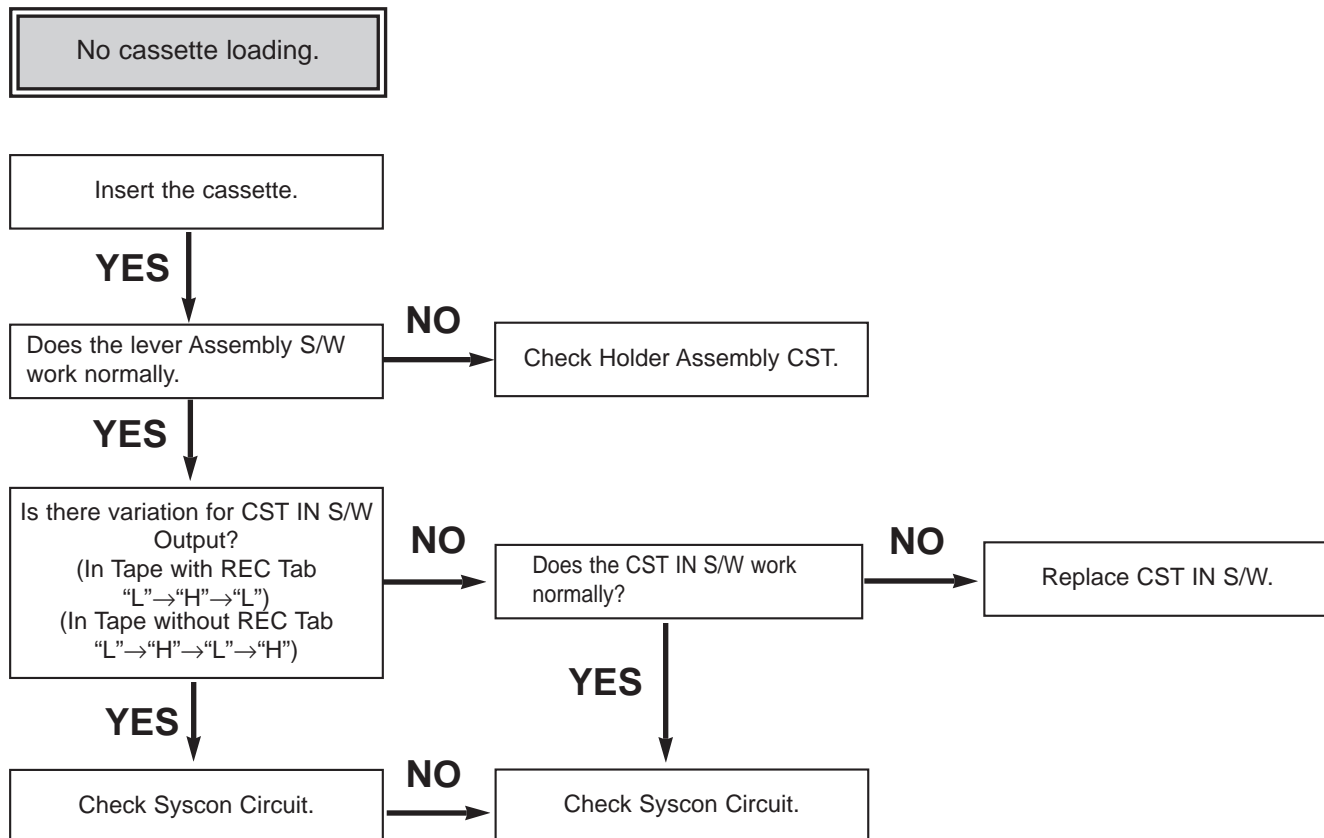 No cassette loading.
Insert the cassette.
YES
Does the lever Assembly S/W
work normally.
NO
Check Holder Assembly CST.
YES
Is there variation for CST IN S/W
Output?
(In Tape with REC Tab
“L”→“H”→“L”)
(In Tape without REC Tab
“L”→“H”→“L”→“H”)
NO
Does the CST IN S/W work
normally?
NO
Replace CST IN S/W.
YES
YES
Check Syscon Circuit.
NO
Check Syscon Circuit.